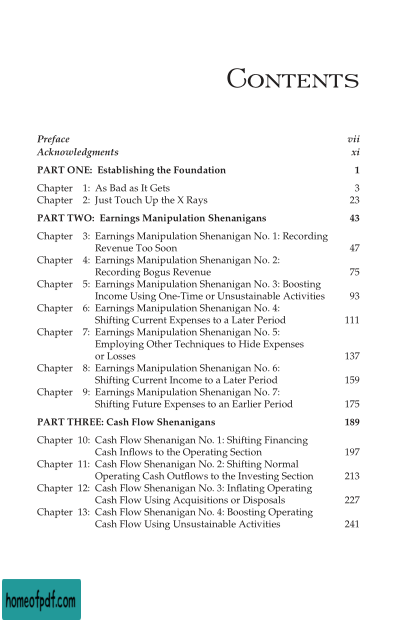 CONTENTS
Preface vii
Acknowledgments xi
PART ONE: Establishing the Foundation 1
Chapter 1: As Bad as It Gets 3
Chapter 2: Just Touch Up the X Rays 23
PART TWO: Earnings Manipulation Shenanigans 43
Chapter 3: Earnings Manipulation Shenanigan No. 1: Recording
Revenue Too Soon 47
Chapter 4: Earnings Manipulation Shenanigan No. 2:
Recording Bogus Revenue 75
Chapter 5: Earnings Manipulation Shenanigan No. 3: Boosting
Income Using One-Time or Unsustainable Activities 93
Chapter 6: Earnings Manipulation Shenanigan No. 4:
Shifting Current Expenses to a Later Period 111
Chapter 7: Earnings Manipulation Shenanigan No. 5:
Employing Other Techniques to Hide Expenses
or Losses 137
Chapter 8: Earnings Manipulation Shenanigan No. 6:
Shifting Current Income to a Later Period 159
Chapter 9: Earnings Manipulation Shenanigan No. 7:
Shifting Future Expenses to an Earlier Period 175
PART THREE: Cash Flow Shenanigans 189
Chapter 10: Cash Flow Shenanigan No. 1: Shifting Financing
Cash Inflows to the Operating Section 197
Chapter 11: Cash Flow Shenanigan No. 2: Shifting Normal
Operating Cash Outflows to the Investing Section 213
Chapter 12: Cash Flow Shenanigan No. 3: Inflating Operating
Cash Flow Using Acquisitions or Disposals 227
Chapter 13: Cash Flow Shenanigan No. 4: Boosting Operating
Cash Flow Using Unsustainable Activities 241
homeofpdf.com